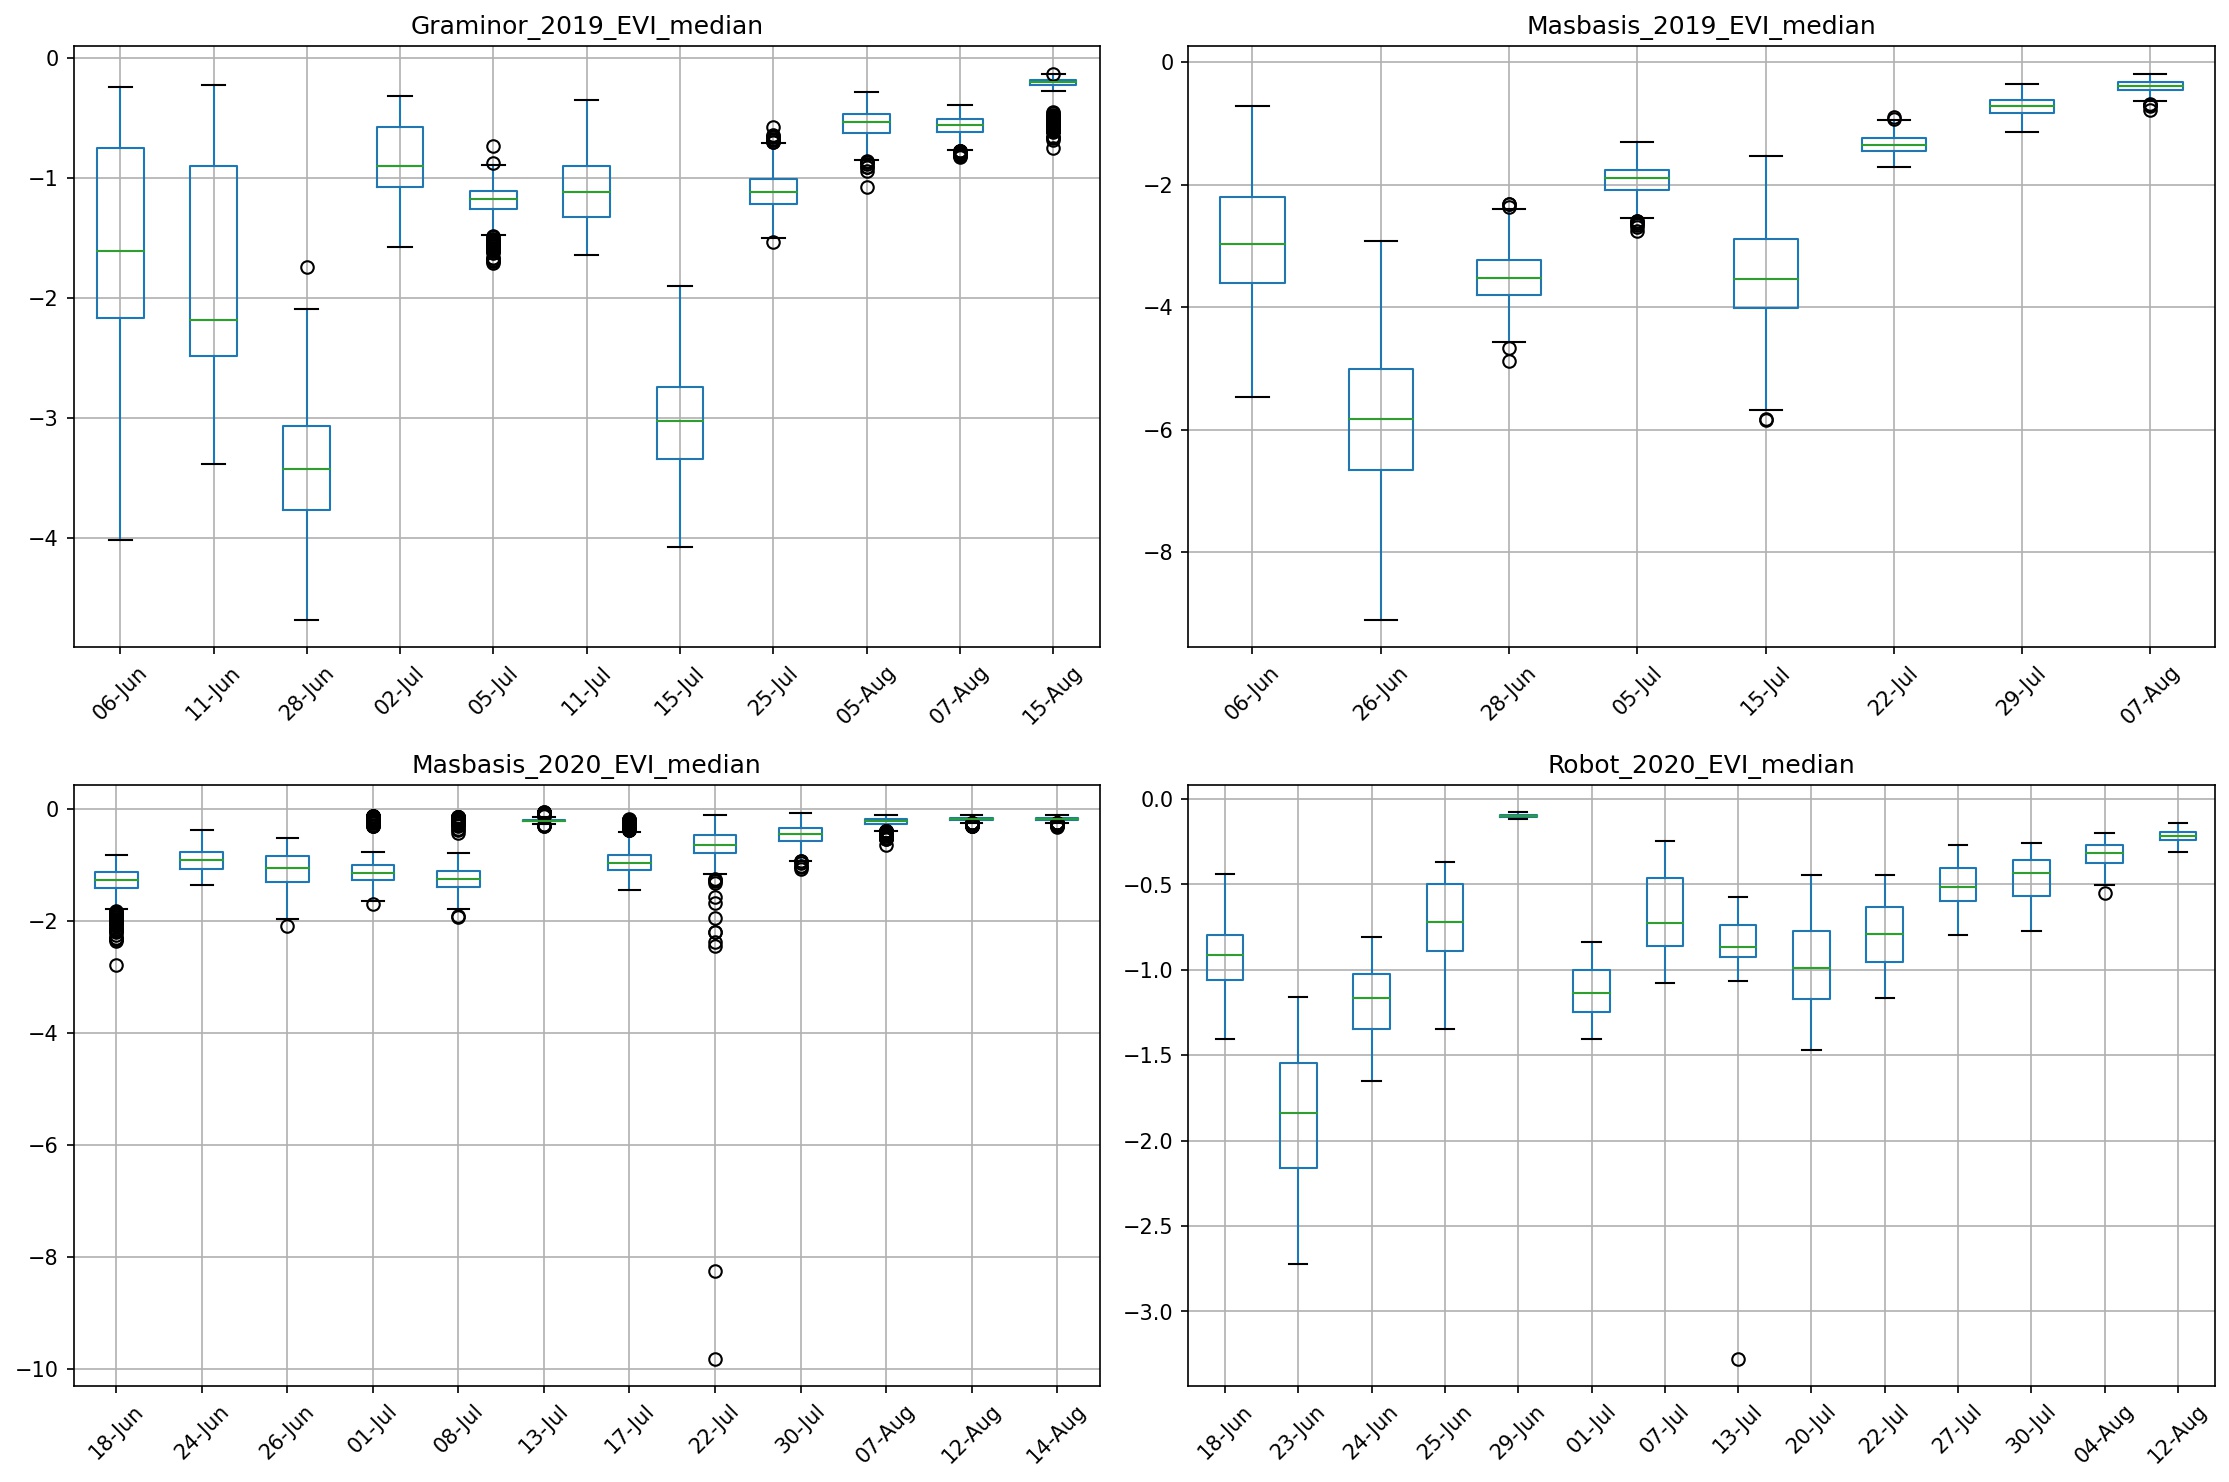 Graminor_2019_EVI_median
0
−1
−2
−3
−4
06-Jun
11-Jun
28-Jun
02-Jul
05-Jul
11-Jul
15-Jul
25-Jul
05-Aug
07-Aug
15-Aug
Masbasis_2019_EVI_median
0
−2
−4
−6
−8
06-Jun
26-Jun
28-Jun
05-Jul
15-Jul
22-Jul
29-Jul
07-Aug
Masbasis_2020_EVI_median
0
−2
−4
−6
−8
−10
18-Jun
24-Jun
26-Jun
01-Jul
08-Jul
13-Jul
17-Jul
22-Jul
30-Jul
07-Aug
12-Aug
14-Aug
Robot_2020_EVI_median
0.0
−0.5
−1.0
−1.5
−2.0
−2.5
−3.0
18-Jun
23-Jun
24-Jun
25-Jun
29-Jun
01-Jul
07-Jul
13-Jul
20-Jul
22-Jul
27-Jul
30-Jul
04-Aug
12-Aug